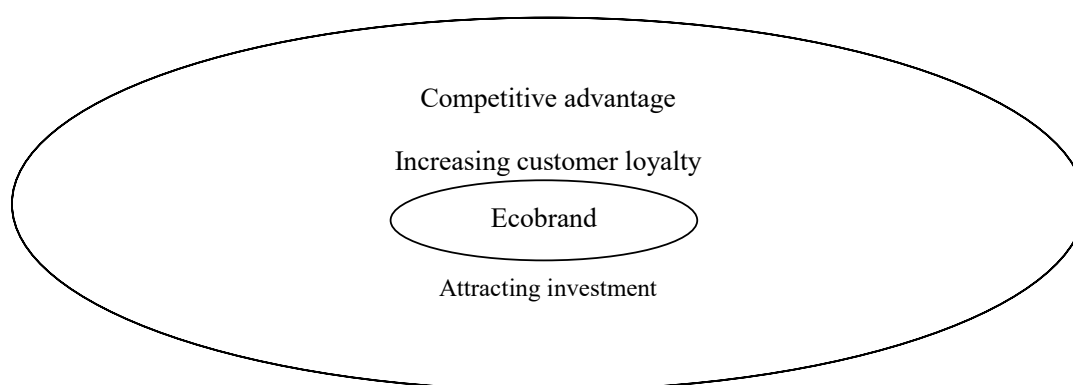 Competitive advantage
Increasing customer loyalty
Ecobrand
Attracting investment